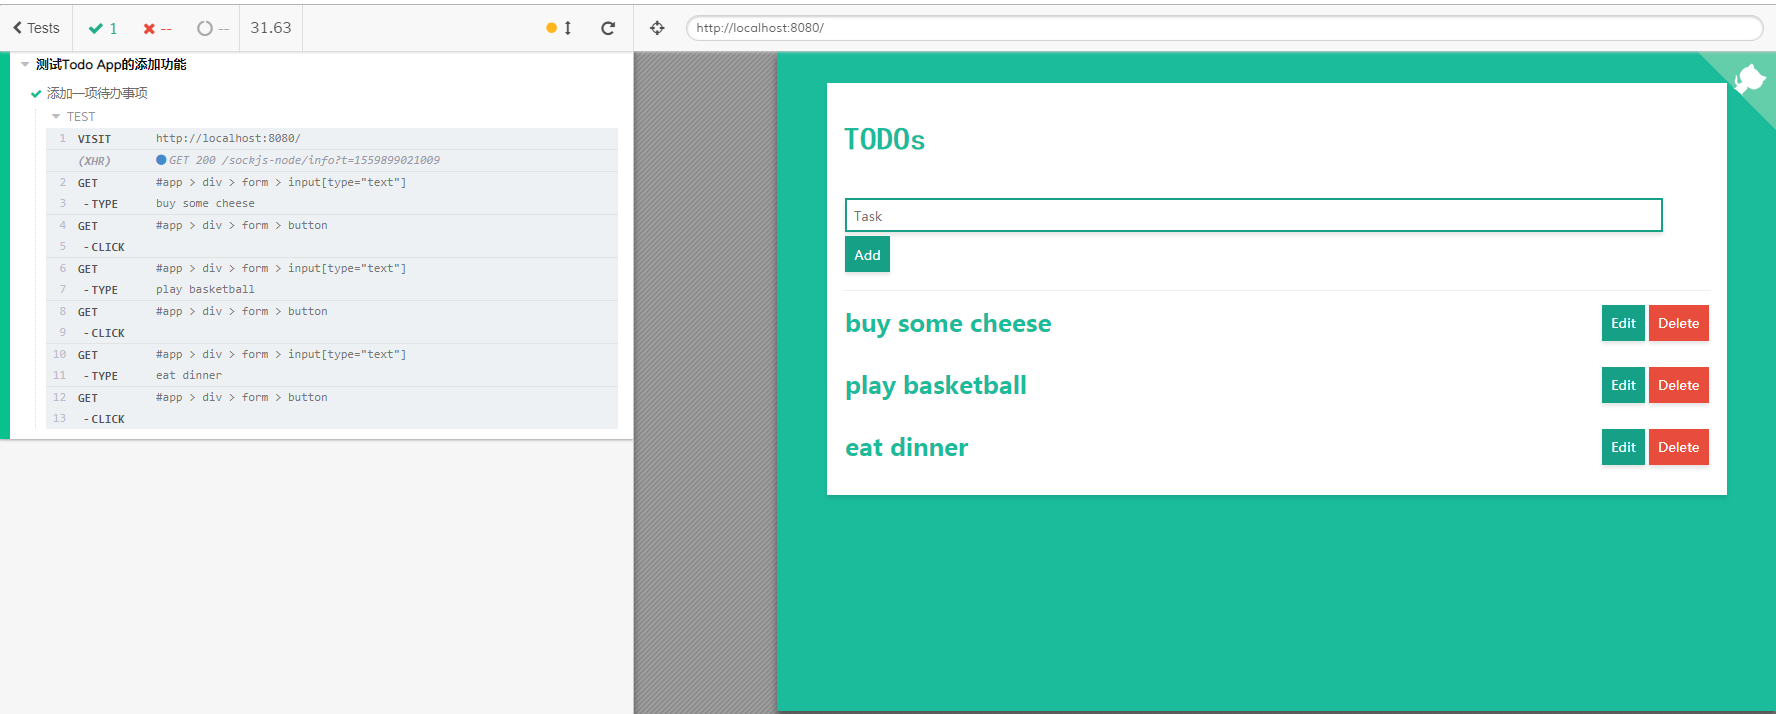 Tests 1 -- -- 31.63
http://localhost:8080/
测试Todo App的添加功能
添加一项待办事项
TEST
1 VISIT http://localhost:8080/
(XHR) GET 200 /sockjs-node/info?t=1559899021009
2 GET #app > div > form > input[type="text"]
3 -TYPE buy some cheese
4 GET #app > div > form > button
5 -CLICK
6 GET #app > div > form > input[type="text"]
7 -TYPE play basketball
8 GET #app > div > form > button
9 -CLICK
10 GET #app > div > form > input[type="text"]
11 -TYPE eat dinner
12 GET #app > div > form > button
13 -CLICK
TODOs
Task
Add
buy some cheese Edit Delete
play basketball Edit Delete
eat dinner Edit Delete